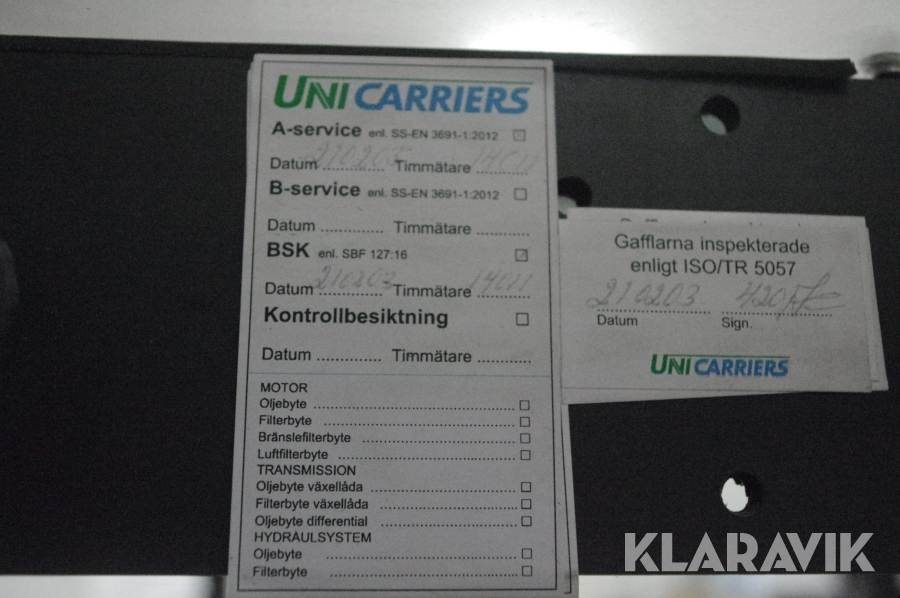 UNICARRIERS
A-service enl. SS-EN 3691-1:2012
Datum 210203 Timmätare 14011
B-service enl. SS-EN 3691-1:2012
Datum ............ Timmätare ............
BSK enl. SBF 127:16
Datum 210203 Timmätare 14011
Kontrollbesiktning
Datum ............ Timmätare ............
MOTOR
Oljebyte
Filterbyte
Bränslefilterbyte
Luftfilterbyte
TRANSMISSION
Oljebyte växellåda
Filterbyte växellåda
Oljebyte differential
HYDRAULSYSTEM
Oljebyte
Filterbyte
Gafflarna inspekterade
enligt ISO/TR 5057
210203
Datum Sign.
UNICARRIERS
KLARAVIK